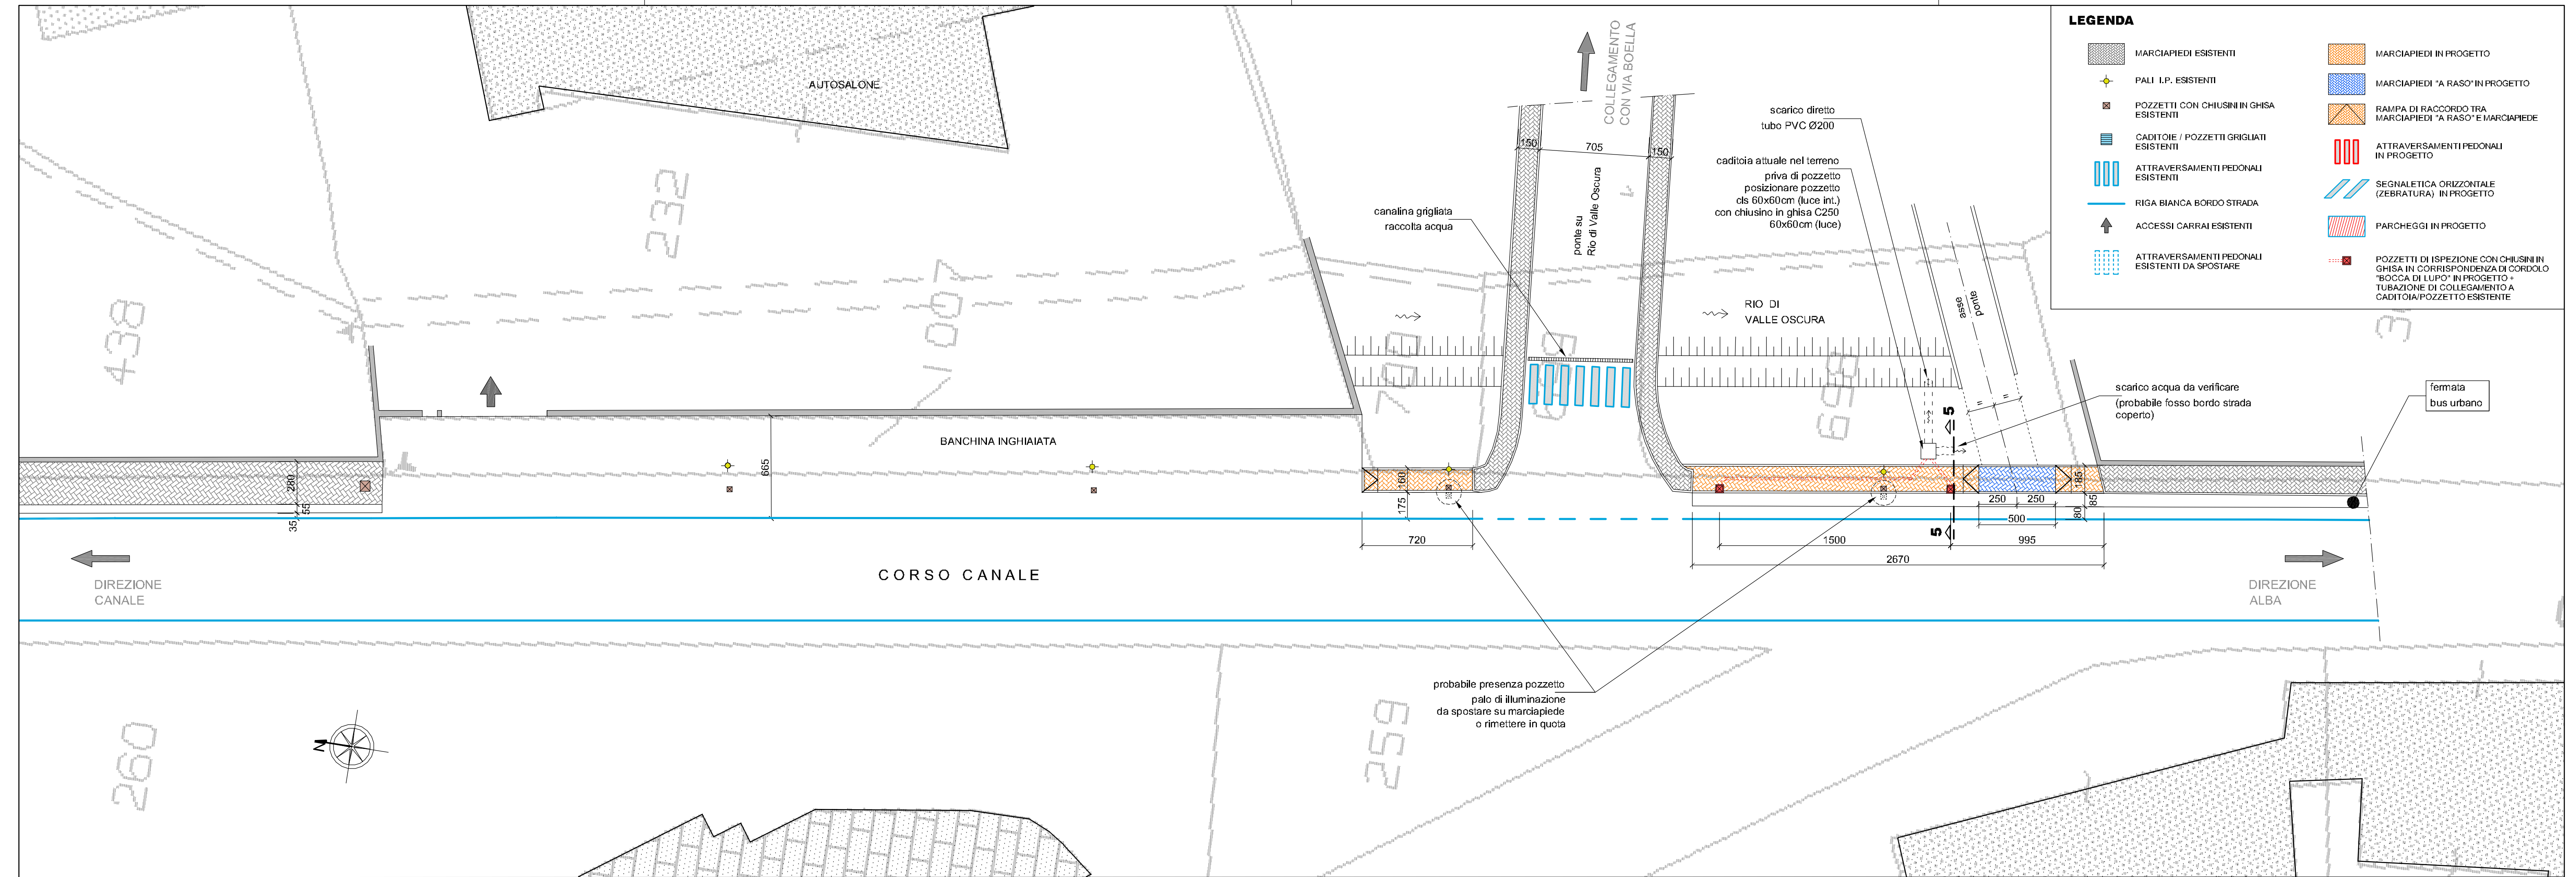 AUTOSALONE
COLLEGAMENTO
CON VIA BOELLA
438
232
1007
700
699
698
260
259
150
705
150
ponte su
Rio di Valle Oscura
scarico diretto
tubo PVC Ø200
caditoia attuale nel terreno
priva di pozzetto
posizionare pozzetto
cls 60x60cm (luce int.)
con chiusino in ghisa C250
60x60cm (luce)
canalina grigliata
raccolta acqua
RIO DI
VALLE OSCURA
asse
ponte
=
=
scarico acqua da verificare
(probabile fosso bordo strada
coperto)
fermata
bus urbano
BANCHINA INGHIAIATA
280
55
35
665
160
175
720
5
5
250
250
500
185
85
80
1500
995
2670
DIREZIONE
CANALE
CORSO CANALE
DIREZIONE
ALBA
probabile presenza pozzetto
palo di illuminazione
da spostare su marciapiede
o rimettere in quota
N
LEGENDA
MARCIAPIEDI ESISTENTI
PALI I.P. ESISTENTI
POZZETTI CON CHIUSINI IN GHISA
ESISTENTI
CADITOIE / POZZETTI GRIGLIATI
ESISTENTI
ATTRAVERSAMENTI PEDONALI
ESISTENTI
RIGA BIANCA BORDO STRADA
ACCESSI CARRAI ESISTENTI
ATTRAVERSAMENTI PEDONALI
ESISTENTI DA SPOSTARE
MARCIAPIEDI IN PROGETTO
MARCIAPIEDI "A RASO" IN PROGETTO
RAMPA DI RACCORDO TRA
MARCIAPIEDI "A RASO" E MARCIAPIEDE
ATTRAVERSAMENTI PEDONALI
IN PROGETTO
SEGNALETICA ORIZZONTALE
(ZEBRATURA) IN PROGETTO
PARCHEGGI IN PROGETTO
POZZETTI DI ISPEZIONE CON CHIUSINI IN
GHISA IN CORRISPONDENZA DI CORDOLO
"BOCCA DI LUPO" IN PROGETTO +
TUBAZIONE DI COLLEGAMENTO A
CADITOIA/POZZETTO ESISTENTE